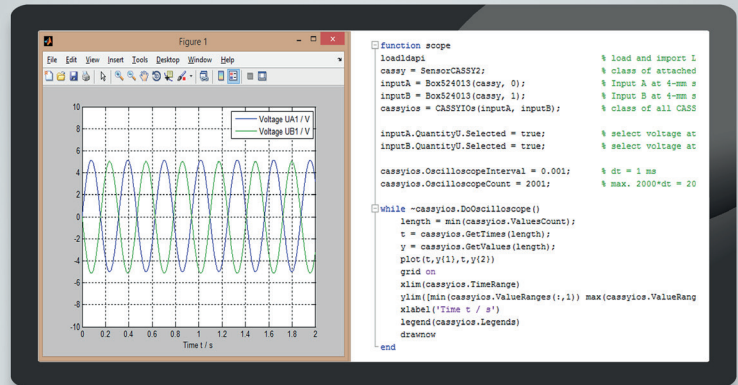 Figure 1
File Edit View Insert Tools Desktop Window Help
Voltage UA1 / V
Voltage UB1 / V
10
8
6
4
2
0
-2
-4
-6
-8
-10
0 0.2 0.4 0.6 0.8 1 1.2 1.4 1.6 1.8 2
Time t / s
function scope
loadldapi % load and import L
cassy = SensorCASSY2; % class of attached
inputA = Box524013(cassy, 0); % Input A at 4-mm s
inputB = Box524013(cassy, 1); % Input B at 4-mm s
cassyios = CASSYIOs(inputA, inputB); % class of all CASS
inputA.QuantityU.Selected = true; % select voltage at
inputB.QuantityU.Selected = true; % select voltage at
cassyios.OscilloscopeInterval = 0.001; % dt = 1 ms
cassyios.OscilloscopeCount = 2001; % max. 2000*dt = 20
while ~cassyios.DoOscilloscope()
length = min(cassyios.ValuesCount);
t = cassyios.GetTimes(length);
y = cassyios.GetValues(length);
plot(t,y(1),t,y(2))
grid on
xlim(cassyios.TimeRange)
ylim([min(cassyios.ValueRanges(:,1)) max(cassyios.ValueRang
xlabel('Time t / s')
legend(cassyios.Legends)
drawnow
end